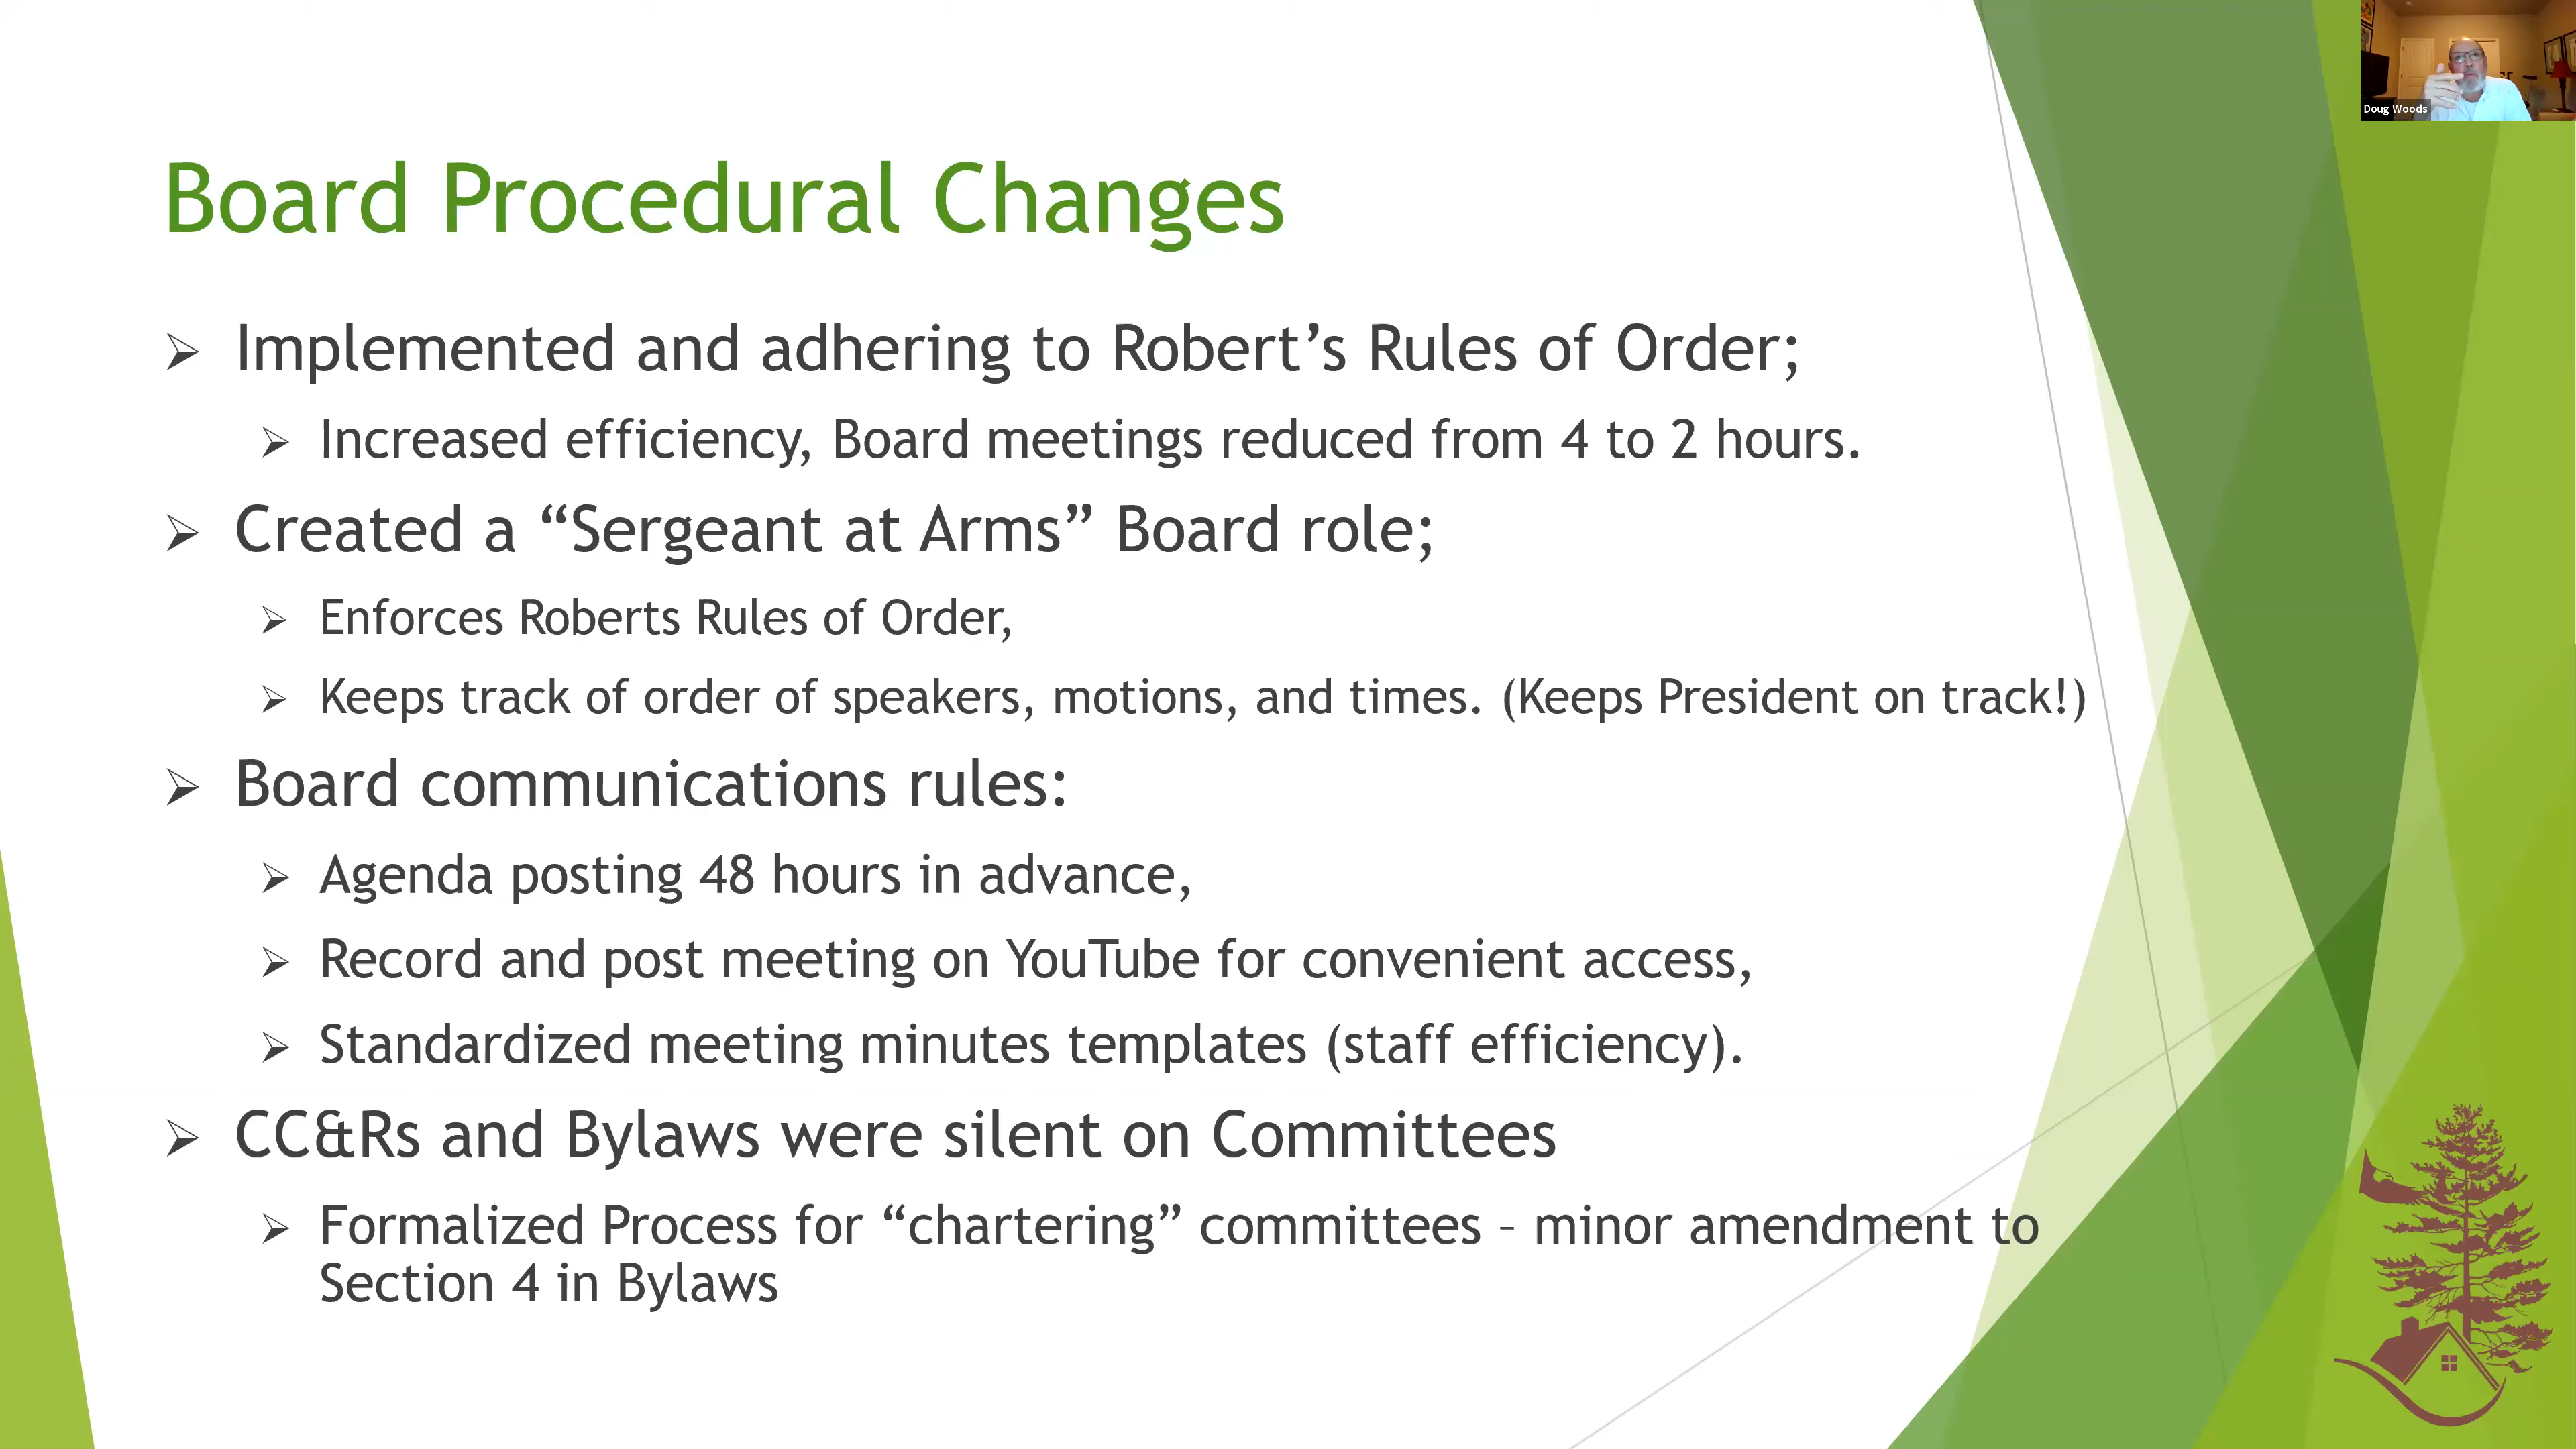 Doug Woods
Board Procedural Changes
Implemented and adhering to Robert’s Rules of Order;
Increased efficiency, Board meetings reduced from 4 to 2 hours.
Created a “Sergeant at Arms” Board role;
Enforces Roberts Rules of Order,
Keeps track of order of speakers, motions, and times. (Keeps President on track!)
Board communications rules:
Agenda posting 48 hours in advance,
Record and post meeting on YouTube for convenient access,
Standardized meeting minutes templates (staff efficiency).
CC&Rs and Bylaws were silent on Committees
Formalized Process for “chartering” committees – minor amendment to
Section 4 in Bylaws